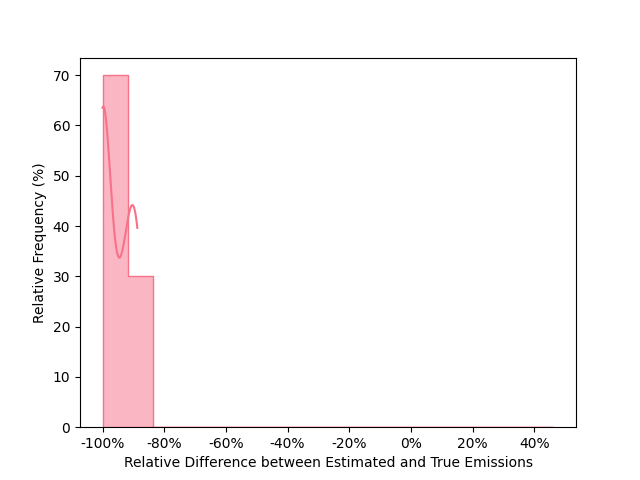 70
60
50
40
30
20
10
0
Relative Frequency (%)
-100% -80% -60% -40% -20% 0% 20% 40%
Relative Difference between Estimated and True Emissions